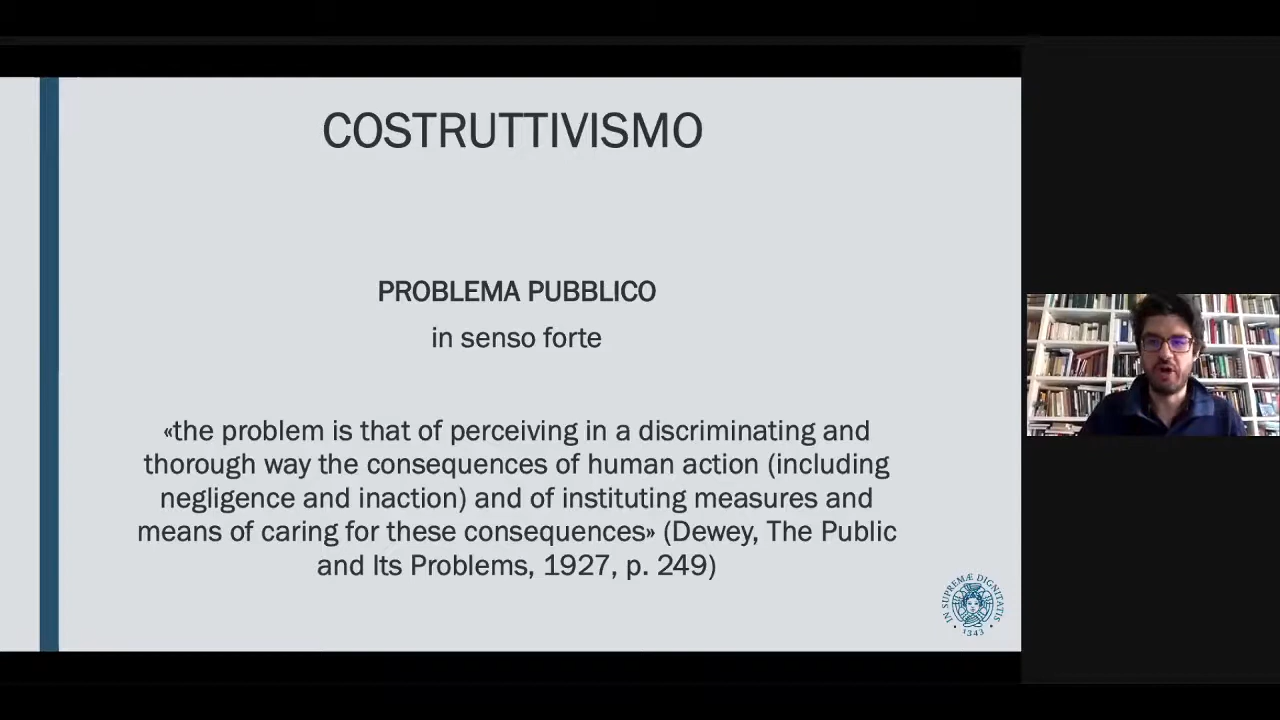 COSTRUTTIVISMO
PROBLEMA PUBBLICO
in senso forte
«the problem is that of perceiving in a discriminating and
thorough way the consequences of human action (including
negligence and inaction) and of instituting measures and
means of caring for these consequences» (Dewey, The Public
and Its Problems, 1927, p. 249)
IN SUPREMÆ DIGNITATIS
· 1343 ·